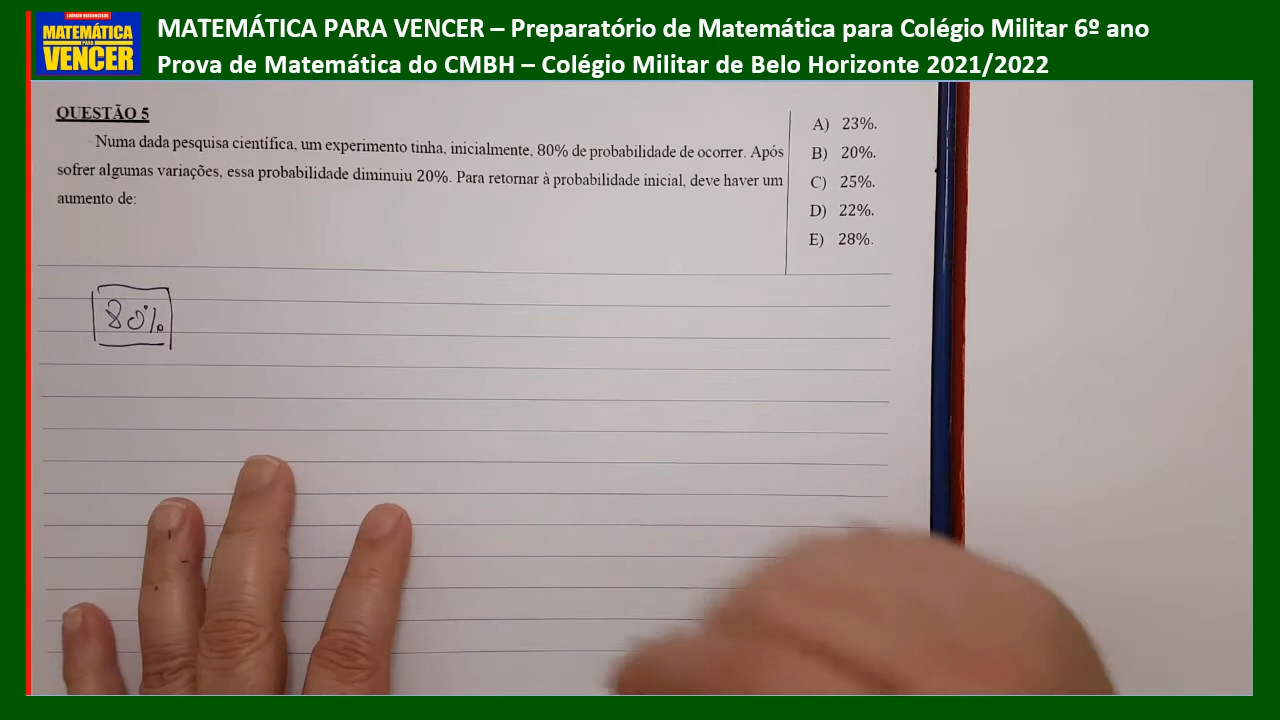 MATEMÁTICA PARA VENCER – Preparatório de Matemática para Colégio Militar 6º ano
Prova de Matemática do CMBH – Colégio Militar de Belo Horizonte 2021/2022
LAÉRCIO VASCONCELOS
MATEMÁTICA
PARA
VENCER
QUESTÃO 5
Numa dada pesquisa científica, um experimento tinha, inicialmente, 80% de probabilidade de ocorrer. Após
sofrer algumas variações, essa probabilidade diminuiu 20%. Para retornar à probabilidade inicial, deve haver um
aumento de:
A) 23%.
B) 20%.
C) 25%.
D) 22%.
E) 28%.
80%